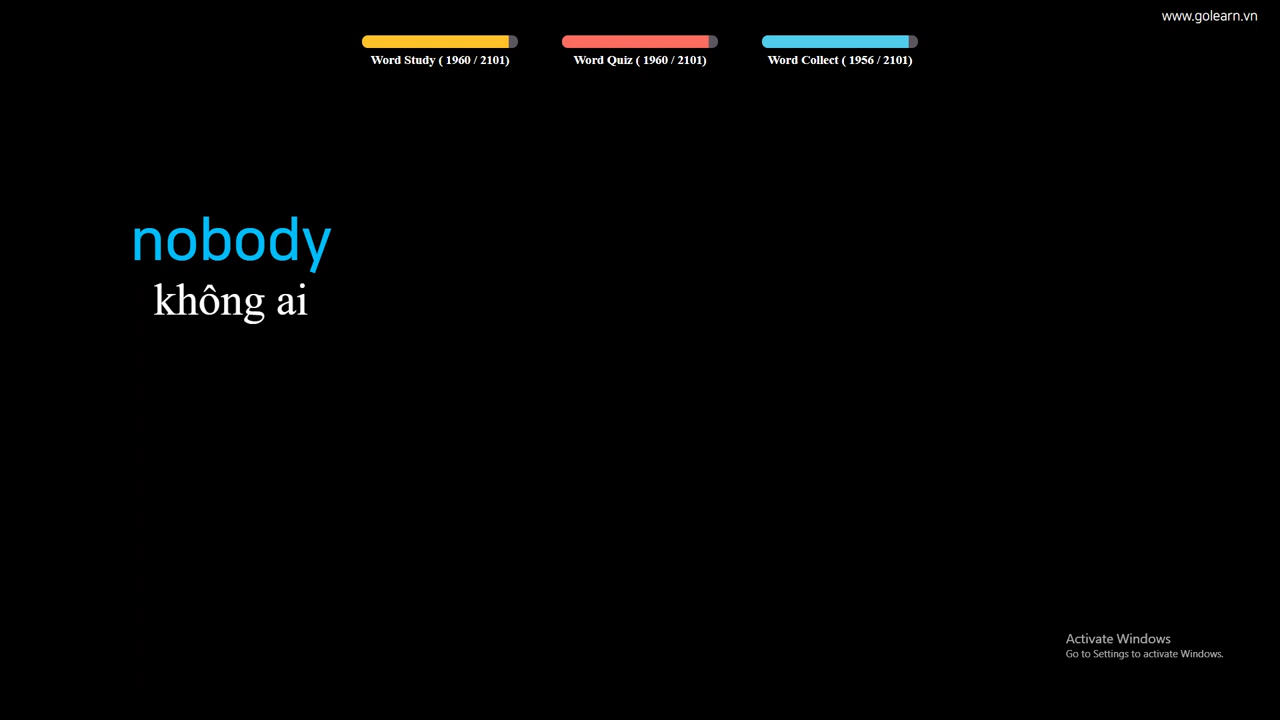 www.golearn.vn
Word Study ( 1960 / 2101)
Word Quiz ( 1960 / 2101)
Word Collect ( 1956 / 2101)
nobody
không ai
Activate Windows
Go to Settings to activate Windows.